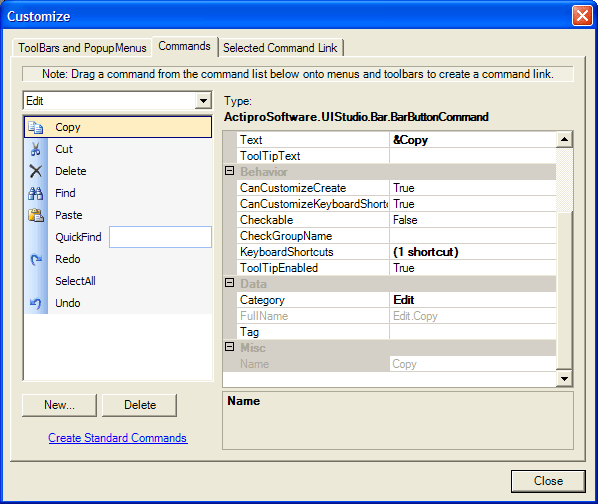 Customize
ToolBars and PopupMenus Commands Selected Command Link
Note: Drag a command from the command list below onto menus and toolbars to create a command link.
Edit
Copy
Cut
Delete
Find
Paste
QuickFind
Redo
SelectAll
Undo
New... Delete
Create Standard Commands
Type:
ActiproSoftware.UIStudio.Bar.BarButtonCommand
Text &Copy
ToolTipText
Behavior
CanCustomizeCreate True
CanCustomizeKeyboardShortc True
Checkable False
CheckGroupName
KeyboardShortcuts (1 shortcut)
ToolTipEnabled True
Data
Category Edit
FullName Edit.Copy
Tag
Misc
Name Copy
Name
Close